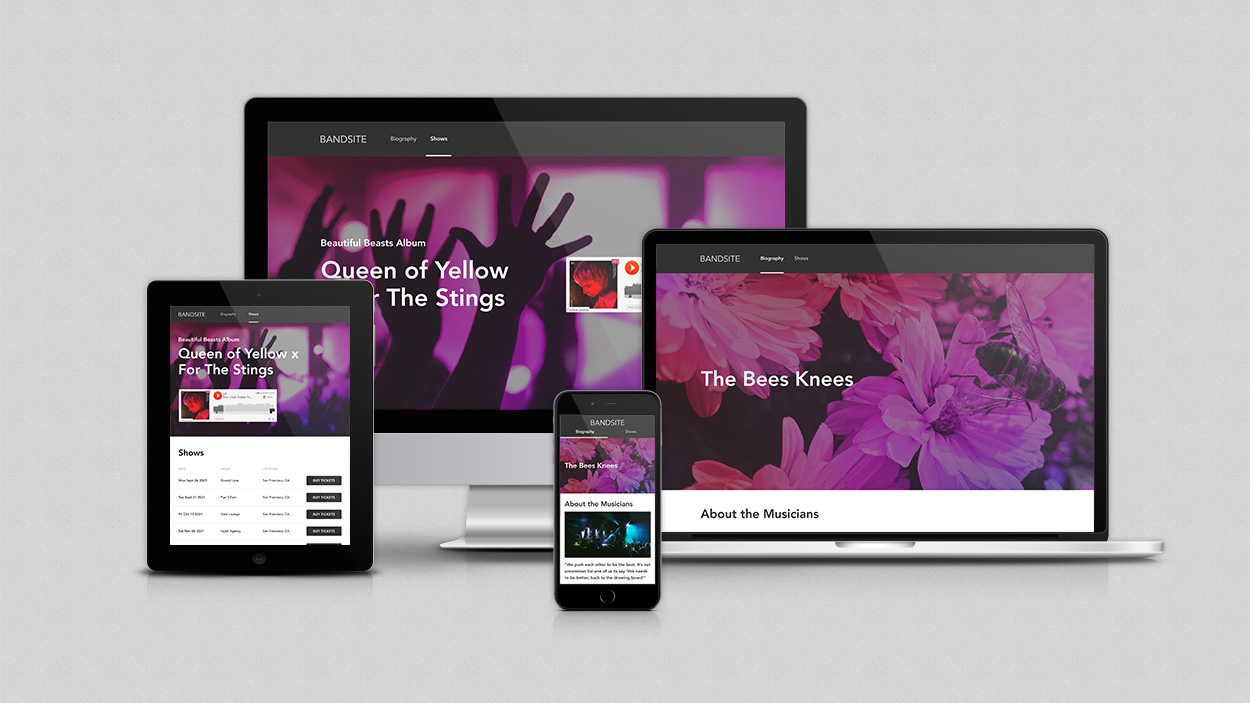 BANDSITE
Biography
Shows
Beautiful Beasts Album
Queen of Yellow
For The Stings
BANDSITE
Biography
Shows
The Bees Knees
About the Musicians
BANDSITE
Biography
Shows
Beautiful Beasts Album
Queen of Yellow x
For The Stings
Shows
DATE
VENUE
LOCATION
Mon Sept 06 2021
Ronald Lane
San Francisco, CA
BUY TICKETS
Tue Sept 21 2021
Pier 3 East
San Francisco, CA
BUY TICKETS
Fri Oct 15 2021
View Lounge
San Francisco, CA
BUY TICKETS
Sat Nov 06 2021
Hyatt Agency
San Francisco, CA
BUY TICKETS
BANDSITE
Biography
Shows
The Bees Knees
About the Musicians
"We push each other to be the best. It's not
uncommon for one of us to say 'this needs
to be better, back to the drawing board'"